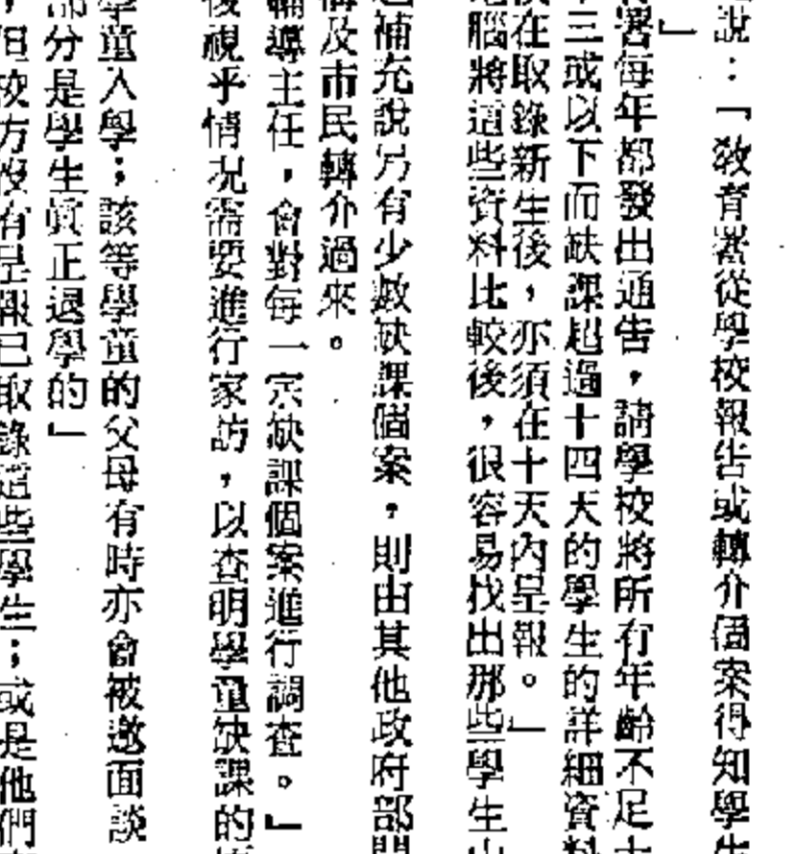 說：「教育署從學校報告或轉介個案得知學生
」
署每年都發出通告，請學校將所有年齡不足十
三或以下而缺課超過十四天的學生的詳細資料
在取錄新生後，亦須在十天內呈報。」
腦將這些資料比較後，很容易找出那些學生
補充說另有少數缺課個案，則由其他政府部門
及市民轉介過來。
輔導主任，會對每一宗缺課個案進行調查。」
後視乎情况需要進行家訪，以查明學童缺課的
學童入學；該等學童的父母有時亦會被邀面談
部分是學生眞正退學的」
但校方沒有呈報已取錄這些學生；或是他們